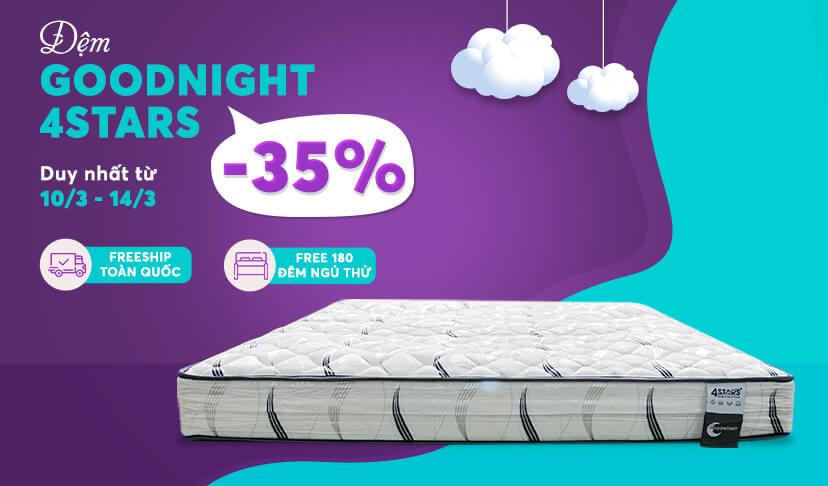 Đệm
GOODNIGHT
4STARS
-35%
Duy nhất từ
10/3 - 14/3
FREESHIP
TOÀN QUỐC
FREE 180
ĐÊM NGỦ THỬ
4STARS
GOODNIGHT